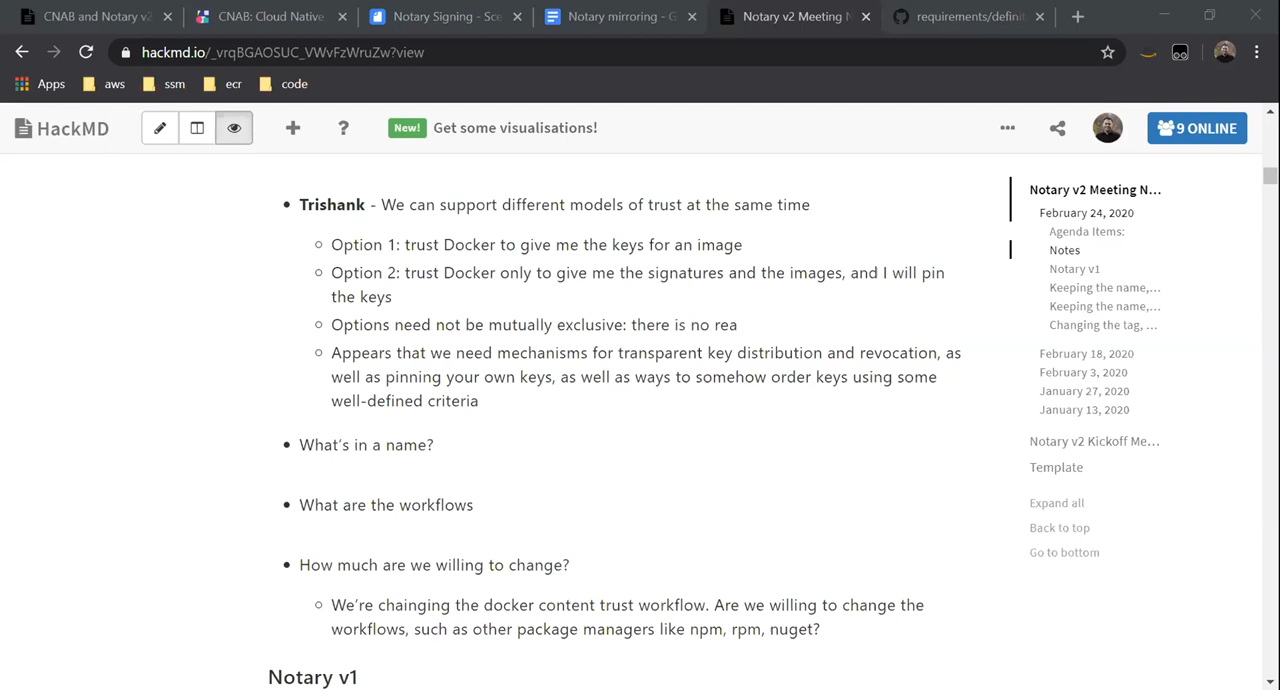 CNAB and Notary v2
CNAB: Cloud Native
Notary Signing - Sce
Notary mirroring - G
Notary v2 Meeting N
requirements/definit
hackmd.io/_vrqBGAOSUC_VWvFzWruZw?view
Apps
aws
ssm
ecr
code
HackMD
New! Get some visualisations!
9 ONLINE
Trishank - We can support different models of trust at the same time
Option 1: trust Docker to give me the keys for an image
Option 2: trust Docker only to give me the signatures and the images, and I will pin
the keys
Options need not be mutually exclusive: there is no rea
Appears that we need mechanisms for transparent key distribution and revocation, as
well as pinning your own keys, as well as ways to somehow order keys using some
well-defined criteria
What's in a name?
What are the workflows
How much are we willing to change?
We're chainging the docker content trust workflow. Are we willing to change the
workflows, such as other package managers like npm, rpm, nuget?
Notary v1
Notary v2 Meeting N...
February 24, 2020
Agenda Items:
Notes
Notary v1
Keeping the name,...
Keeping the name,...
Changing the tag, ...
February 18, 2020
February 3, 2020
January 27, 2020
January 13, 2020
Notary v2 Kickoff Me...
Template
Expand all
Back to top
Go to bottom